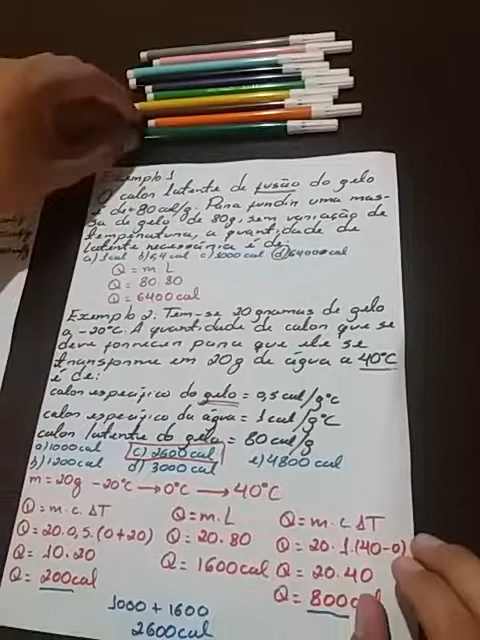 Exemplo 1
O calor latente de fusão do gelo
é de + 80 cal/g. Para fundir uma mas-
sa de gelo de 80g, sem variação de
temperatura, a quantidade de
latente necessária é de:
a) 1cal b) 6,4 cal c) 1000 cal d) 6400cal
Q = m. L
Q = 80. 80
Q = 6400 cal
Exemplo 2: Tem-se 20 gramas de gelo
a, -20°C. A quantidade de calor que se
deve fornecer para que ele se
transforme em 20g de água a 40°C
é de:
calor específico do gelo = 0,5 cal/g°C
calor específico da água = 1 cal/g°C
calor latente do gelo = 80 cal/g
a) 1000 cal c) 2600 cal e) 4800 cal
b) 1200 cal d) 3000 cal
m = 20g -20°C → 0°C → 40°C
Q = m.c. ΔT Q = m. L Q = m. c. ΔT
Q = 20. 0,5. (0+20) Q = 20. 80 Q = 20. 1. (40-0)
Q = 10. 20 Q = 1600 cal Q = 20. 40
Q = 200 cal Q = 800
1000 + 1600
2600 cal